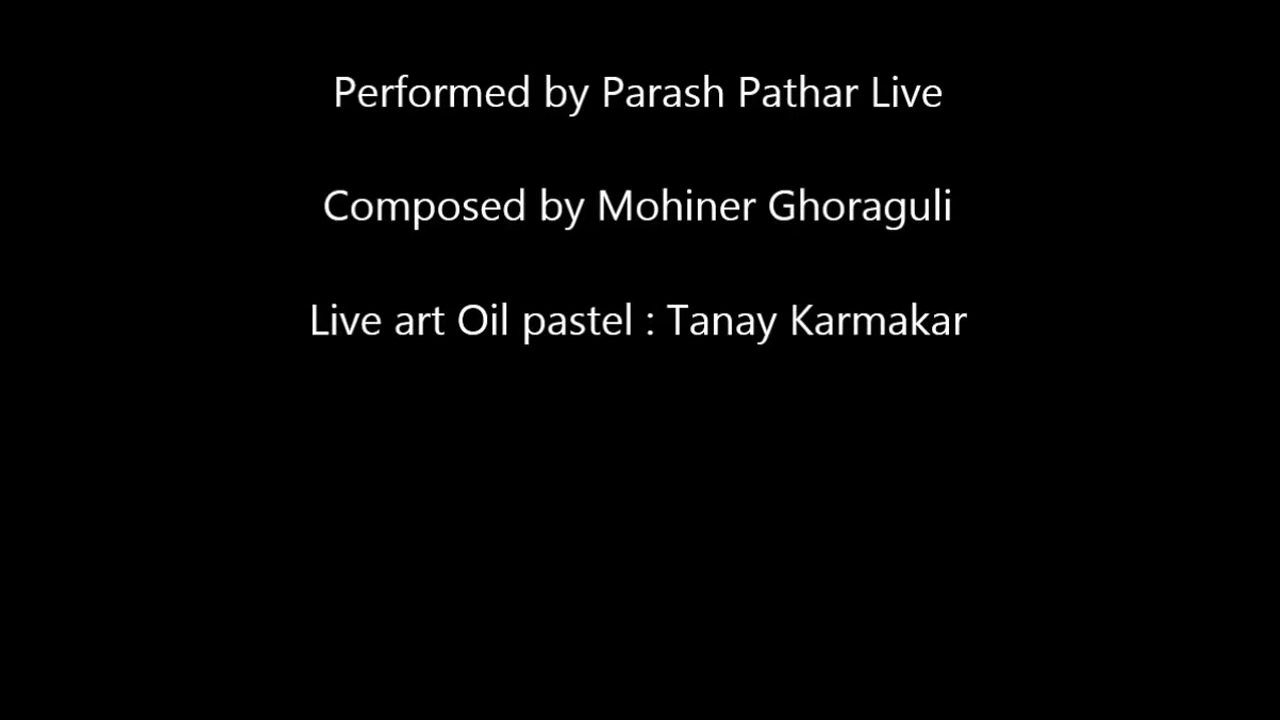 Performed by Parash Pathar Live
Composed by Mohiner Ghoraguli
Live art Oil pastel : Tanay Karmakar